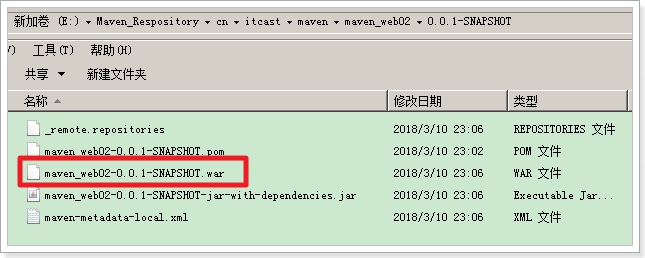 新加卷 (E:) ▾ Maven_Respository ▾ cn ▾ itcast ▾ maven ▾ maven_web02 ▾ 0.0.1-SNAPSHOT
) 工具(T) 帮助(H)
共享 ▼ 新建文件夹
名称 修改日期 类型
_remote.repositories 2018/3/10 23:06 REPOSITORIES 文件
maven_web02-0.0.1-SNAPSHOT.pom 2018/3/10 23:02 POM 文件
maven_web02-0.0.1-SNAPSHOT.war 2018/3/10 23:06 WAR 文件
maven_web02-0.0.1-SNAPSHOT-jar-with-dependencies.jar 2018/3/10 23:06 Executable Jar...
maven-metadata-local.xml 2018/3/10 23:06 XML 文件